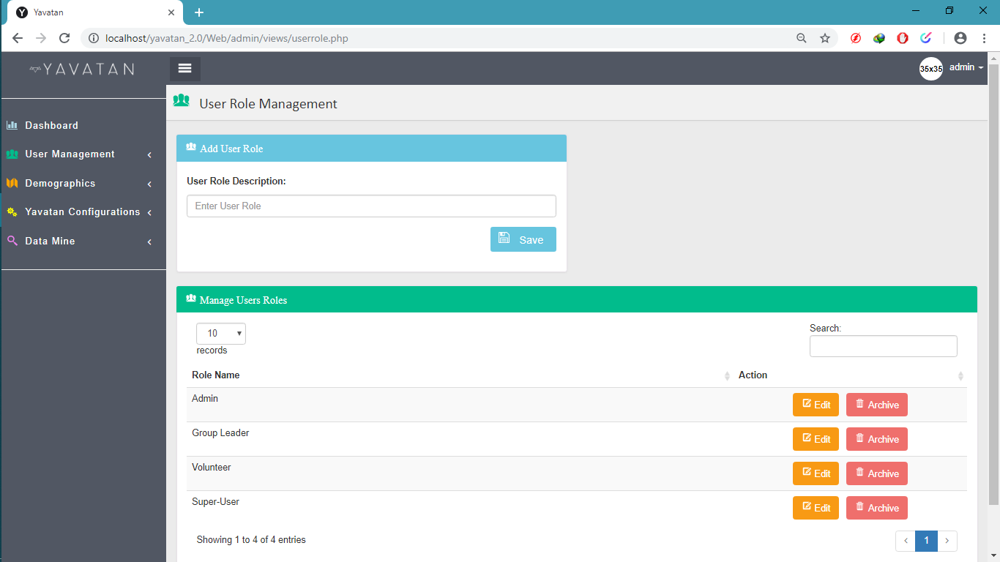 Yavatan
localhost/yavatan_2.0/Web/admin/views/userrole.php
YAVATAN
35x35 admin
User Role Management
Dashboard
User Management
Demographics
Yavatan Configurations
Data Mine
Add User Role
User Role Description:
Enter User Role
Save
Manage Users Roles
10
records
Search:
Role Name Action
Admin Edit Archive
Group Leader Edit Archive
Volunteer Edit Archive
Super-User Edit Archive
Showing 1 to 4 of 4 entries
‹ 1 ›